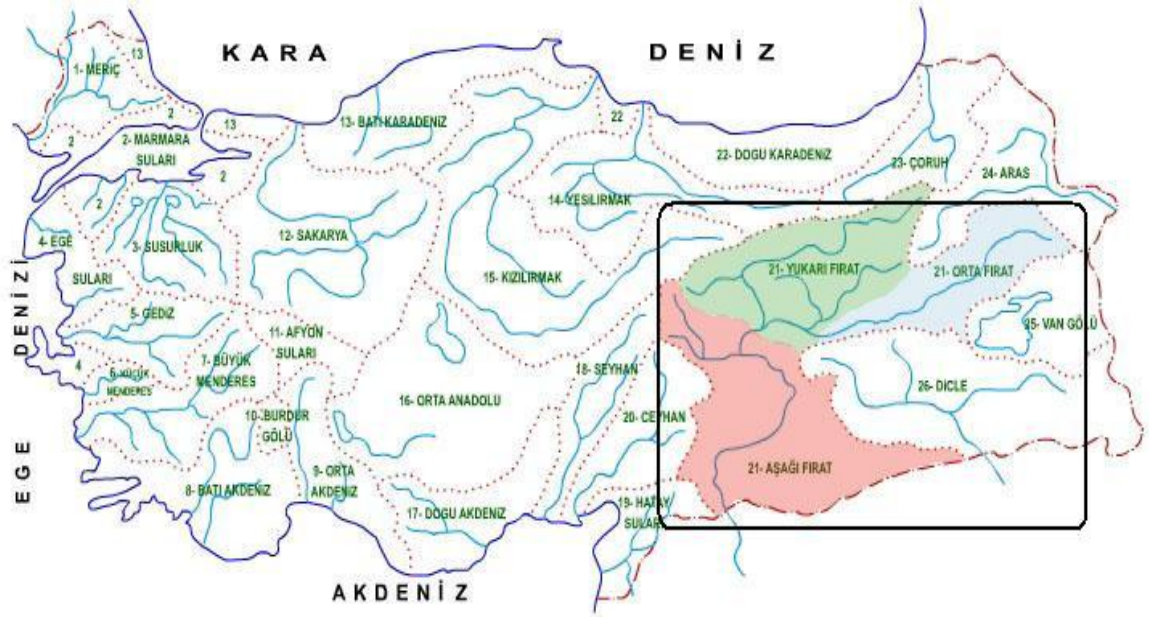 KARA DENİZ
13
1- MERİÇ
2
13
2
2- MARMARA
SULARI
13- BATI KARADENİZ
22
22- DOGU KARADENİZ
23- ÇORUH
24- ARAS
2
2
14- YESILIRMAK
4- EGE
SULARI
3- SUSURLUK
12- SAKARYA
15- KIZILIRMAK
21- YUKARI FIRAT
21- ORTA FIRAT
5- GEDİZ
11- AFYON
SULARI
25- VAN GÖLÜ
4
6- KÜÇÜK
MENDERES
7- BÜYÜK
MENDERES
18- SEYHAN
26- DİCLE
16- ORTA ANADOLU
10- BURDUR
GÖLÜ
20- CEYHAN
9- ORTA
AKDENİZ
8- BATI AKDENİZ
17- DOGU AKDENİZ
19- HATAY
SULARI
21- AŞAĞI FIRAT
EGE DENİZİ
AKDENİZ